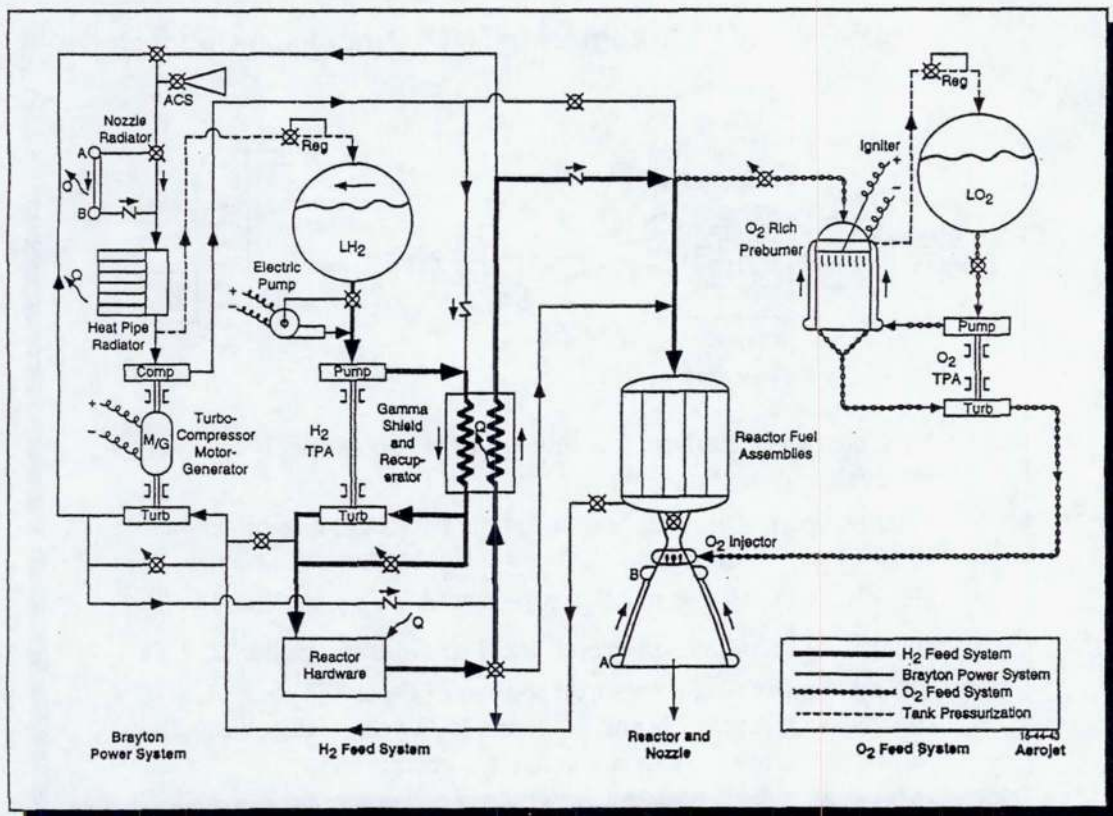 ACS
Nozzle
Radiator
A
B
Q
Q
Heat Pipe
Radiator
Comp
M/G
Turbo-
Compressor
Motor-
Generator
Turb
Reg
LH2
Electric
Pump
Pump
H2
TPA
Turb
Gamma
Shield and
Recup-
erator
Q
Reactor
Hardware
Q
Igniter
O2 Rich
Preburner
Reg
LO2
Pump
O2
TPA
Turb
Reactor Fuel
Assemblies
O2 Injector
B
A
H2 Feed System
Brayton Power System
O2 Feed System
Tank Pressurization
Brayton
Power System
H2 Feed System
Reactor and
Nozzle
O2 Feed System
Aerojet